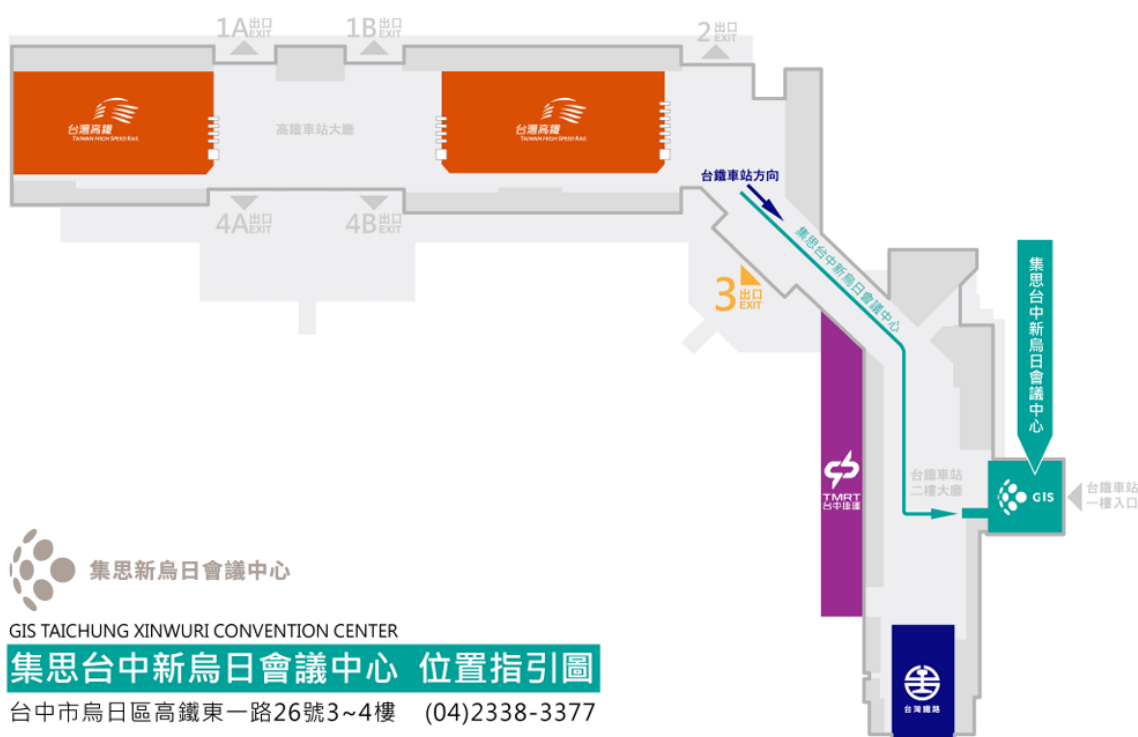 1A出口
EXIT
1B出口
EXIT
2出口
EXIT
台灣高鐵
TAIWAN HIGH SPEED RAIL
高鐵車站大廳
台灣高鐵
TAIWAN HIGH SPEED RAIL
台鐵車站方向
4A出口
EXIT
4B出口
EXIT
集思台中新烏日會議中心
集思台中新烏日會議中心
3出口
EXIT
TMRT
台中捷運
台鐵車站
二樓大廳
GIS
台鐵車站
一樓入口
集思新烏日會議中心
GIS TAICHUNG XINWURI CONVENTION CENTER
集思台中新烏日會議中心 位置指引圖
台中市烏日區高鐵東一路26號3~4樓 (04)2338-3377
台灣鐵路